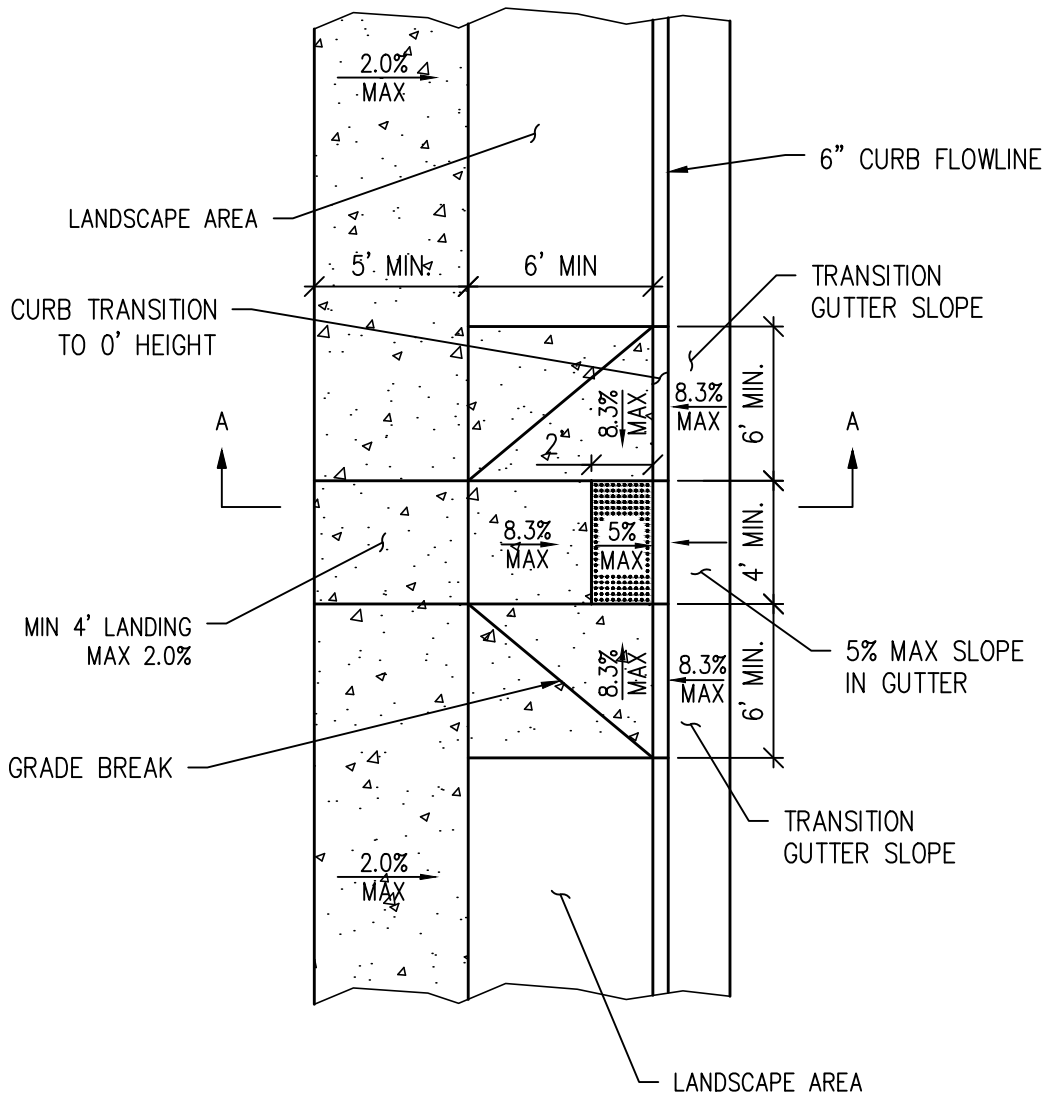 2.0%
MAX
6” CURB FLOWLINE
LANDSCAPE AREA
5' MIN.
6' MIN
TRANSITION
GUTTER SLOPE
CURB TRANSITION
TO 0' HEIGHT
8.3%
MAX
8.3%
MAX
6' MIN.
A
A
2'
8.3%
MAX
5%
MAX
4' MIN.
MIN 4' LANDING
MAX 2.0%
5% MAX SLOPE
IN GUTTER
8.3%
MAX
8.3%
MAX
6' MIN.
GRADE BREAK
TRANSITION
GUTTER SLOPE
2.0%
MAX
LANDSCAPE AREA